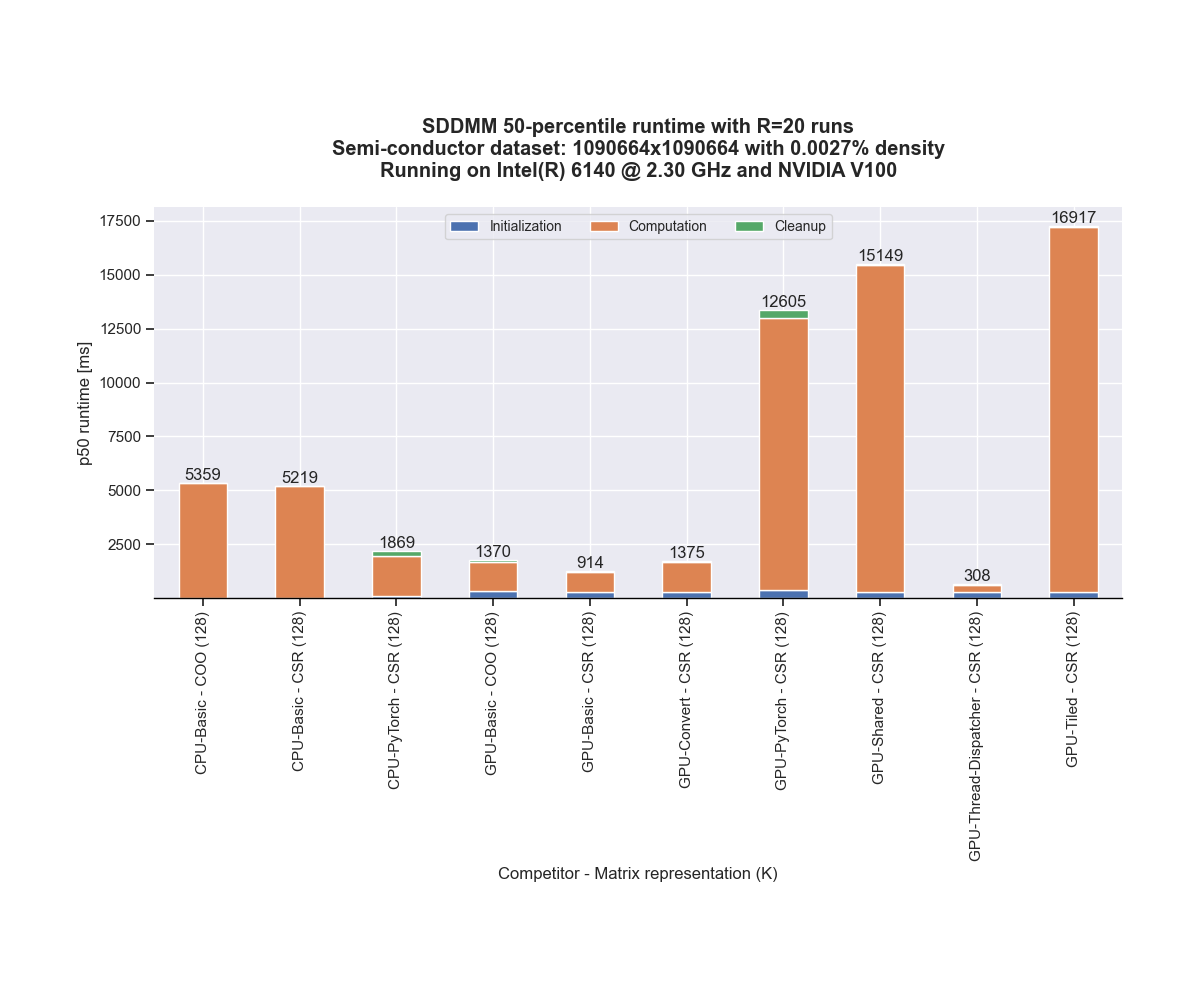 SDDMM 50-percentile runtime with R=20 runs
Semi-conductor dataset: 1090664x1090664 with 0.0027% density
Running on Intel(R) 6140 @ 2.30 GHz and NVIDIA V100
Initialization
Computation
Cleanup
p50 runtime [ms]
17500
15000
12500
10000
7500
5000
2500
5359
5219
1869
1370
914
1375
12605
15149
308
16917
CPU-Basic - COO (128)
CPU-Basic - CSR (128)
CPU-PyTorch - CSR (128)
GPU-Basic - COO (128)
GPU-Basic - CSR (128)
GPU-Convert - CSR (128)
GPU-PyTorch - CSR (128)
GPU-Shared - CSR (128)
GPU-Thread-Dispatcher - CSR (128)
GPU-Tiled - CSR (128)
Competitor - Matrix representation (K)